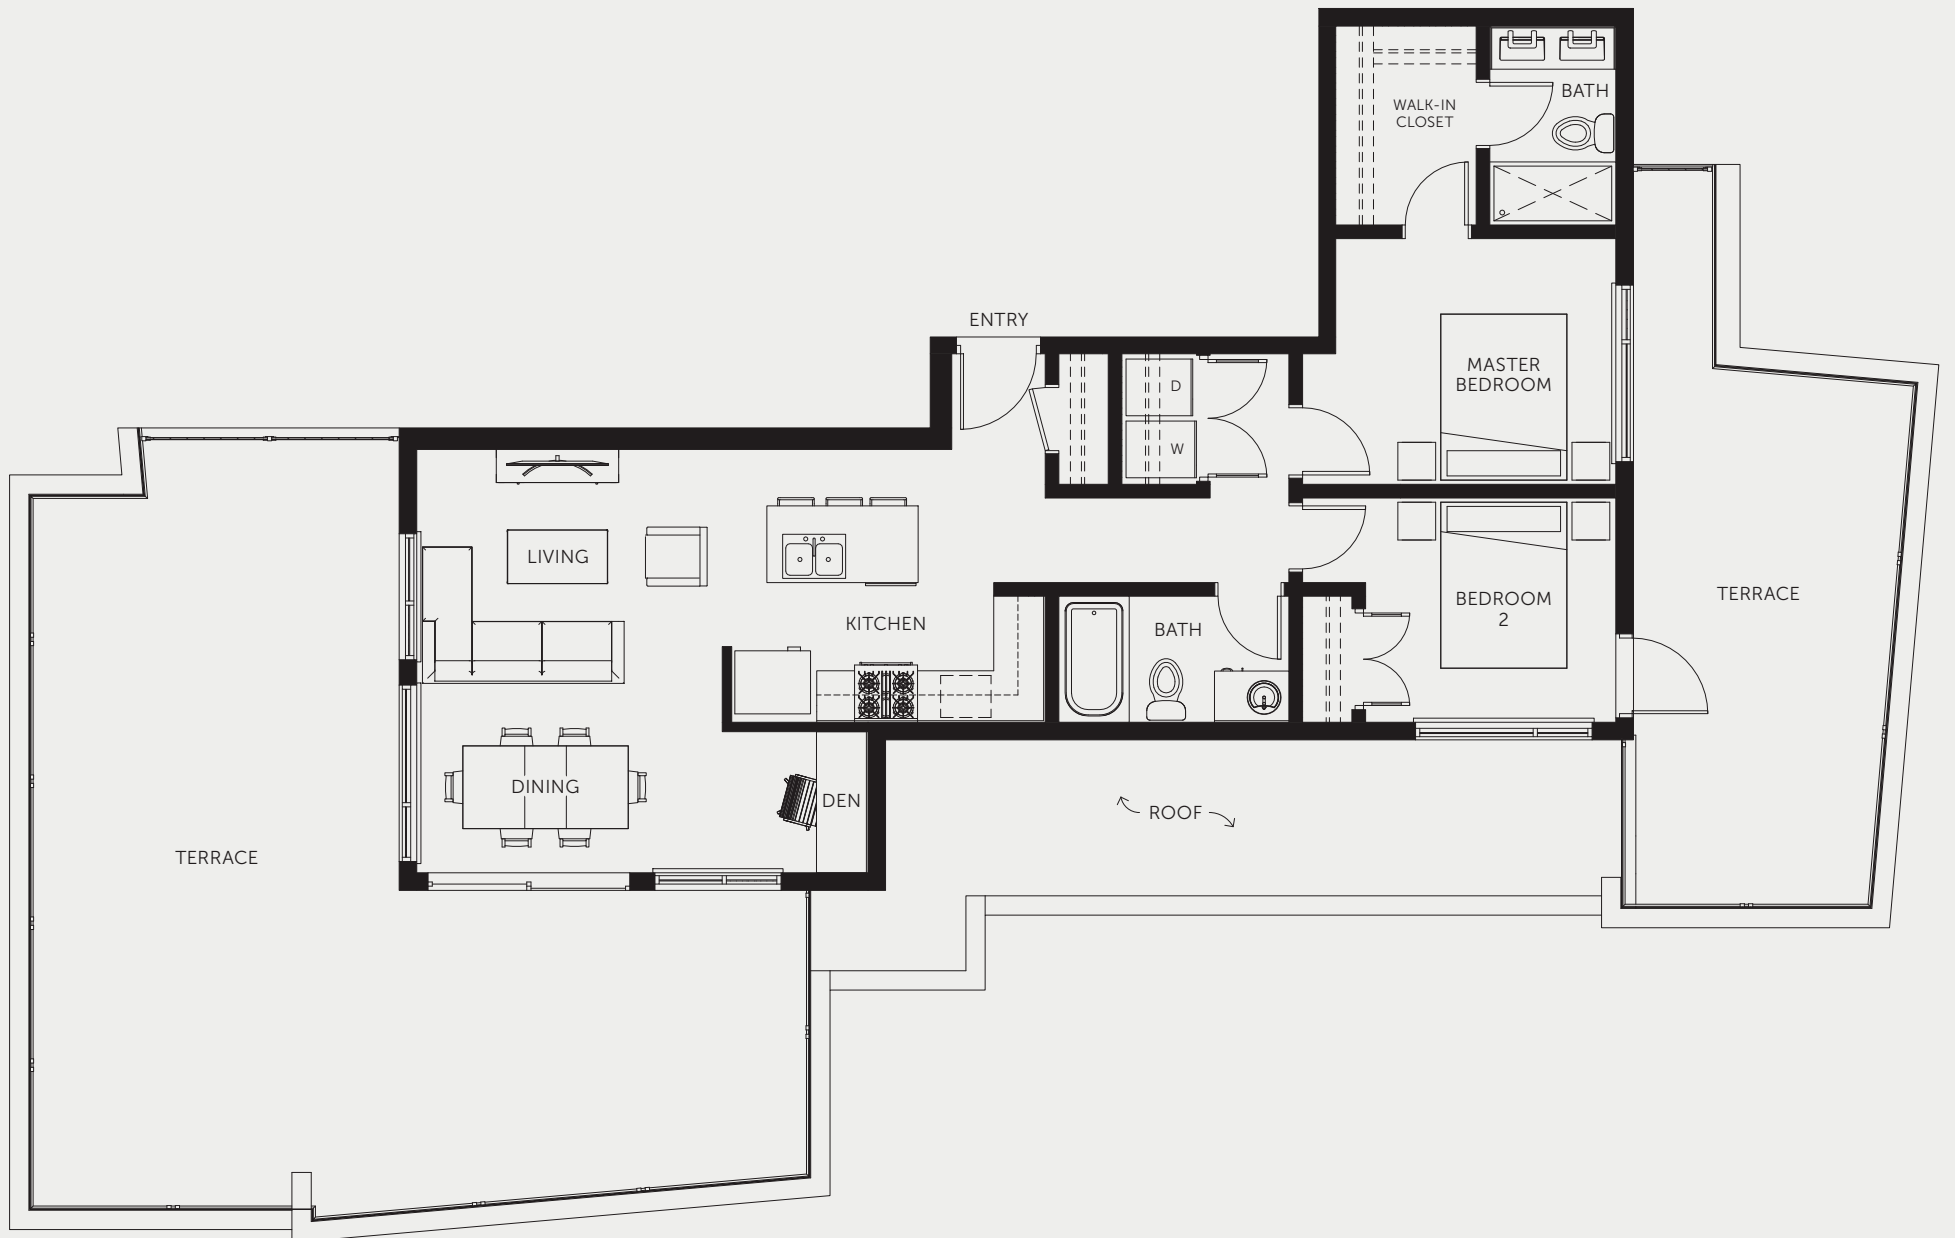 BATH
WALK-IN
CLOSET
ENTRY
MASTER
BEDROOM
D
W
LIVING
TERRACE
BEDROOM
2
KITCHEN
BATH
DINING
DEN
ROOF
TERRACE